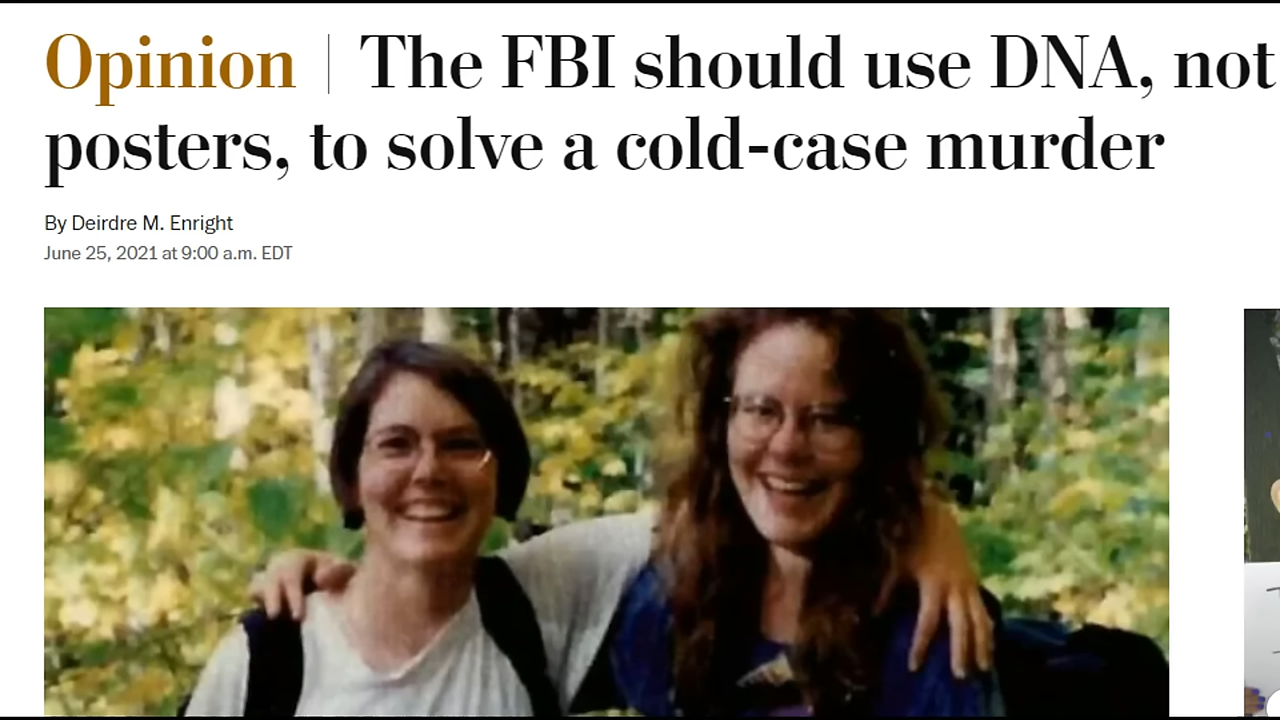 Opinion | The FBI should use DNA, not
posters, to solve a cold-case murder
By Deirdre M. Enright
June 25, 2021 at 9:00 a.m. EDT